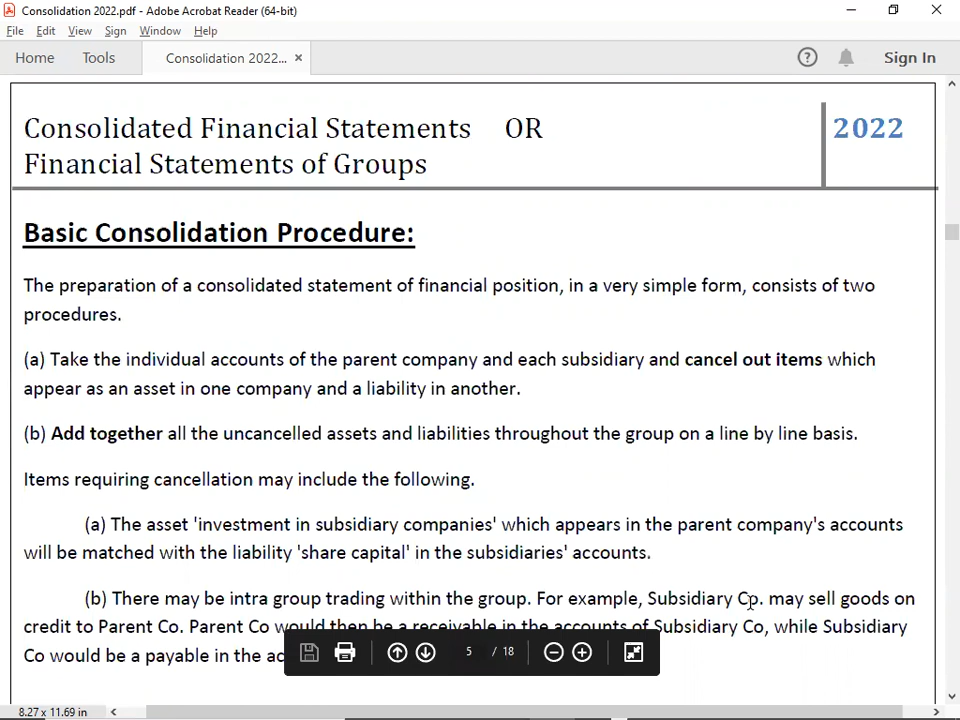 Consolidation 2022.pdf - Adobe Acrobat Reader (64-bit)
File Edit View Sign Window Help
Home Tools Consolidation 2022... × ? Sign In
Consolidated Financial Statements OR
Financial Statements of Groups
2022
Basic Consolidation Procedure:
The preparation of a consolidated statement of financial position, in a very simple form, consists of two
procedures.
(a) Take the individual accounts of the parent company and each subsidiary and cancel out items which
appear as an asset in one company and a liability in another.
(b) Add together all the uncancelled assets and liabilities throughout the group on a line by line basis.
Items requiring cancellation may include the following.
(a) The asset 'investment in subsidiary companies' which appears in the parent company's accounts
will be matched with the liability 'share capital' in the subsidiaries' accounts.
(b) There may be intra group trading within the group. For example, Subsidiary Co. may sell goods on
credit to Parent Co. Parent Co would then be a receivable in the accounts of Subsidiary Co, while Subsidiary
Co would be a payable in the ac
5 / 18
8.27 x 11.69 in